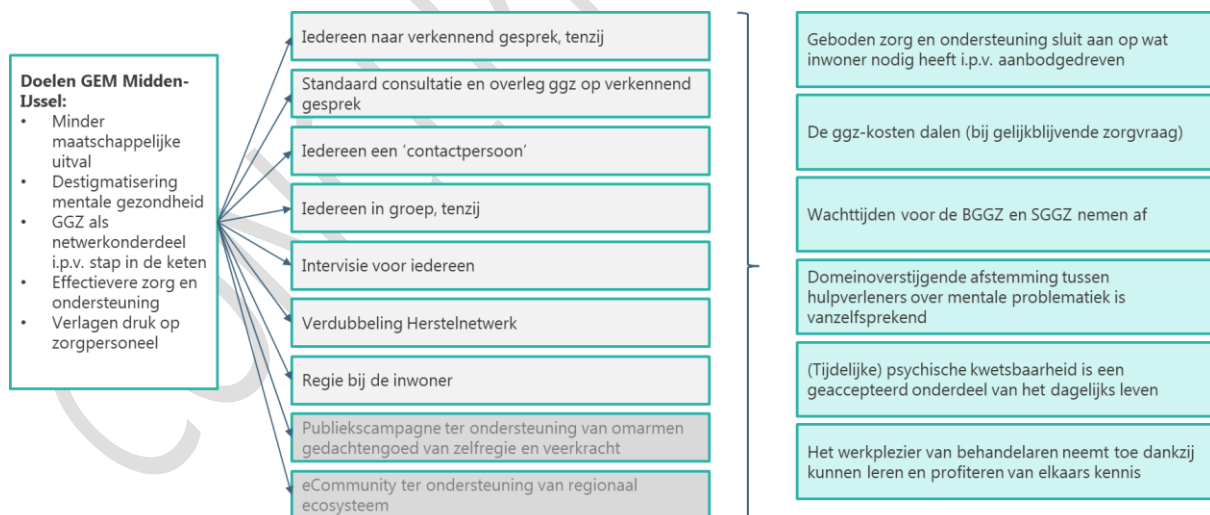 Doelen GEM Midden-
IJssel:
• Minder
maatschappelijke
uitval
• Destigmatisering
mentale gezondheid
• GGZ als
netwerkonderdeel
i.p.v. stap in de keten
• Effectievere zorg en
ondersteuning
• Verlagen druk op
zorgpersoneel
Iedereen naar verkennend gesprek, tenzij
Standaard consultatie en overleg ggz op verkennend
gesprek
Iedereen een ‘contactpersoon’
Iedereen in groep, tenzij
Intervisie voor iedereen
Verdubbeling Herstelnetwerk
Regie bij de inwoner
Publiekscampagne ter ondersteuning van omarmen
gedachtengoed van zelfregie en veerkracht
eCommunity ter ondersteuning van regionaal
ecosysteem
Geboden zorg en ondersteuning sluit aan op wat
inwoner nodig heeft i.p.v. aanbodgedreven
De ggz-kosten dalen (bij gelijkblijvende zorgvraag)
Wachttijden voor de BGGZ en SGGZ nemen af
Domeinoverstijgende afstemming tussen
hulpverleners over mentale problematiek is
vanzelfsprekend
(Tijdelijke) psychische kwetsbaarheid is een
geaccepteerd onderdeel van het dagelijks leven
Het werkplezier van behandelaren neemt toe dankzij
kunnen leren en profiteren van elkaars kennis